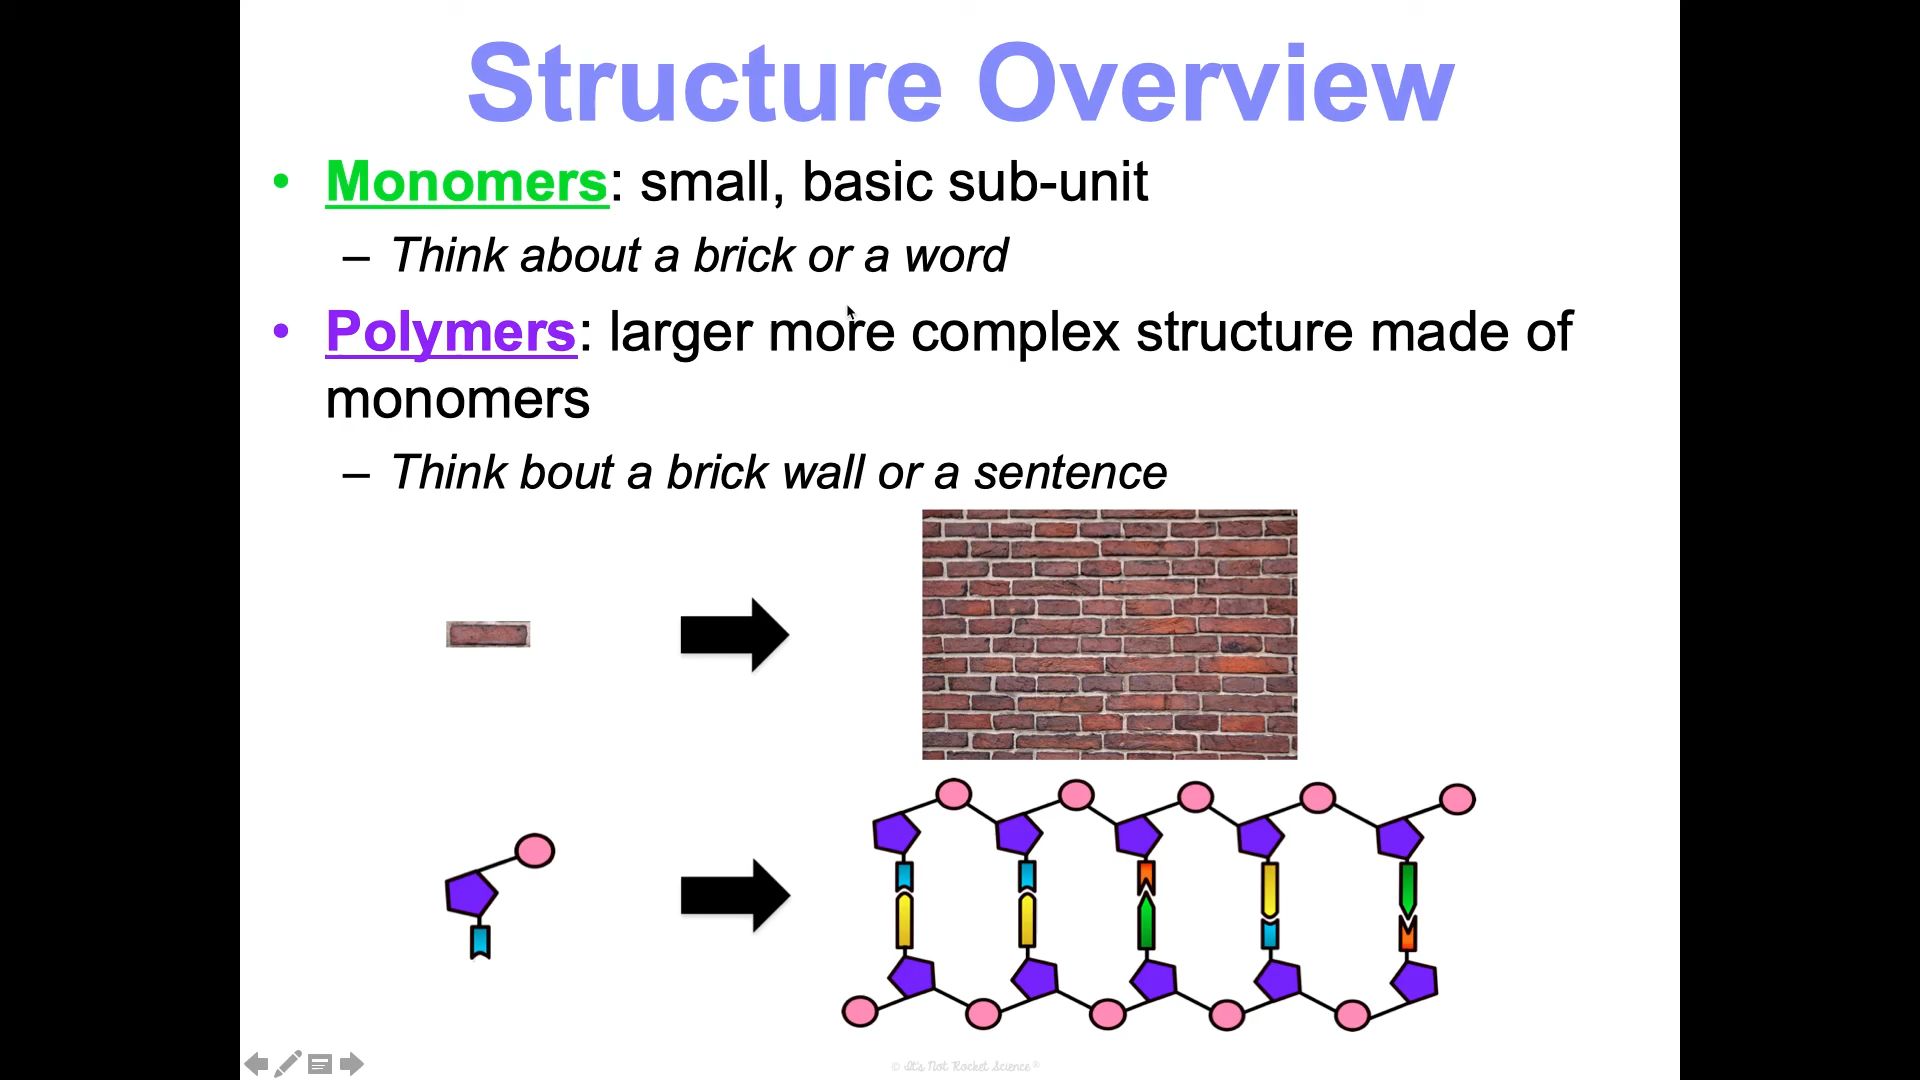 Structure Overview
• Monomers: small, basic sub-unit
– Think about a brick or a word
• Polymers: larger more complex structure made of
monomers
– Think bout a brick wall or a sentence
© It's Not Rocket Science®